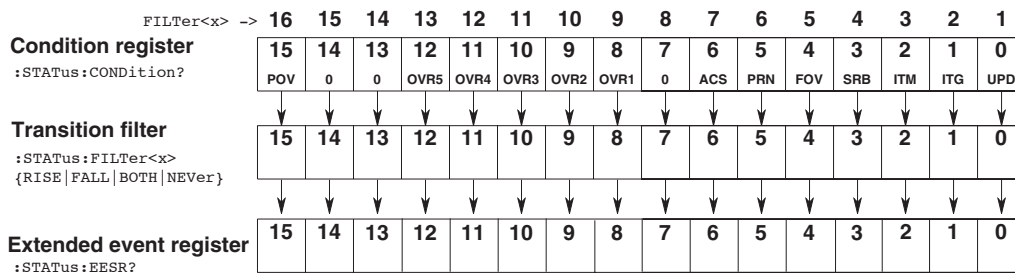 FILTer<x> -> 16 15 14 13 12 11 10 9 8 7 6 5 4 3 2 1
Condition register
:STATus:CONDition?
15 14 13 12 11 10 9 8 7 6 5 4 3 2 1 0
POV 0 0 OVR5 OVR4 OVR3 OVR2 OVR1 0 ACS PRN FOV SRB ITM ITG UPD
Transition filter
:STATus:FILTer<x>
{RISE|FALL|BOTH|NEVer}
15 14 13 12 11 10 9 8 7 6 5 4 3 2 1 0
Extended event register
:STATus:EESR?
15 14 13 12 11 10 9 8 7 6 5 4 3 2 1 0